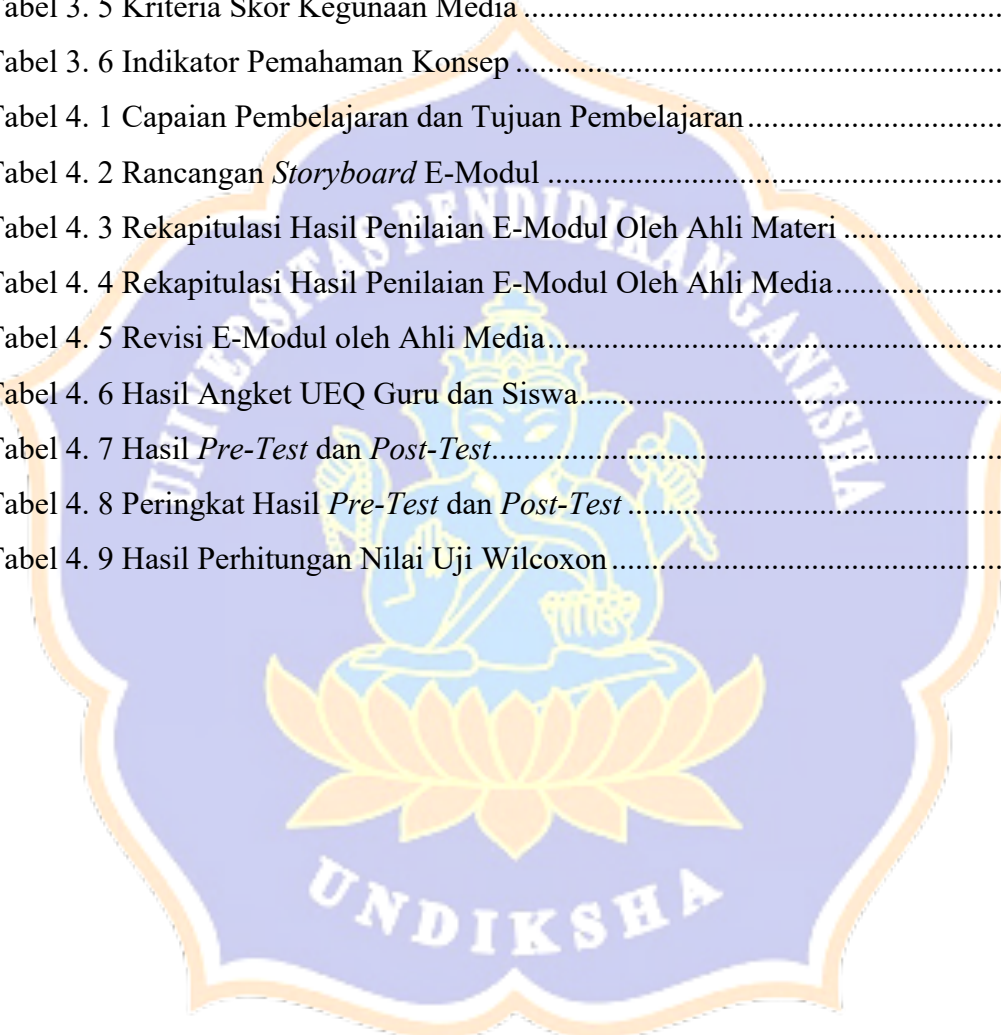 Tabel 3. 5 Kriteria Skor Kegunaan Media ........................................................
Tabel 3. 6 Indikator Pemahaman Konsep ........................................................
Tabel 4. 1 Capaian Pembelajaran dan Tujuan Pembelajaran ..............................
Tabel 4. 2 Rancangan Storyboard E-Modul ....................................................
Tabel 4. 3 Rekapitulasi Hasil Penilaian E-Modul Oleh Ahli Materi ..................
Tabel 4. 4 Rekapitulasi Hasil Penilaian E-Modul Oleh Ahli Media ...................
Tabel 4. 5 Revisi E-Modul oleh Ahli Media ....................................................
Tabel 4. 6 Hasil Angket UEQ Guru dan Siswa ................................................
Tabel 4. 7 Hasil Pre-Test dan Post-Test ...........................................................
Tabel 4. 8 Peringkat Hasil Pre-Test dan Post-Test ...........................................
Tabel 4. 9 Hasil Perhitungan Nilai Uji Wilcoxon .............................................
UNIVERSITAS PENDIDIKAN GANESHA
UNDIKSHA